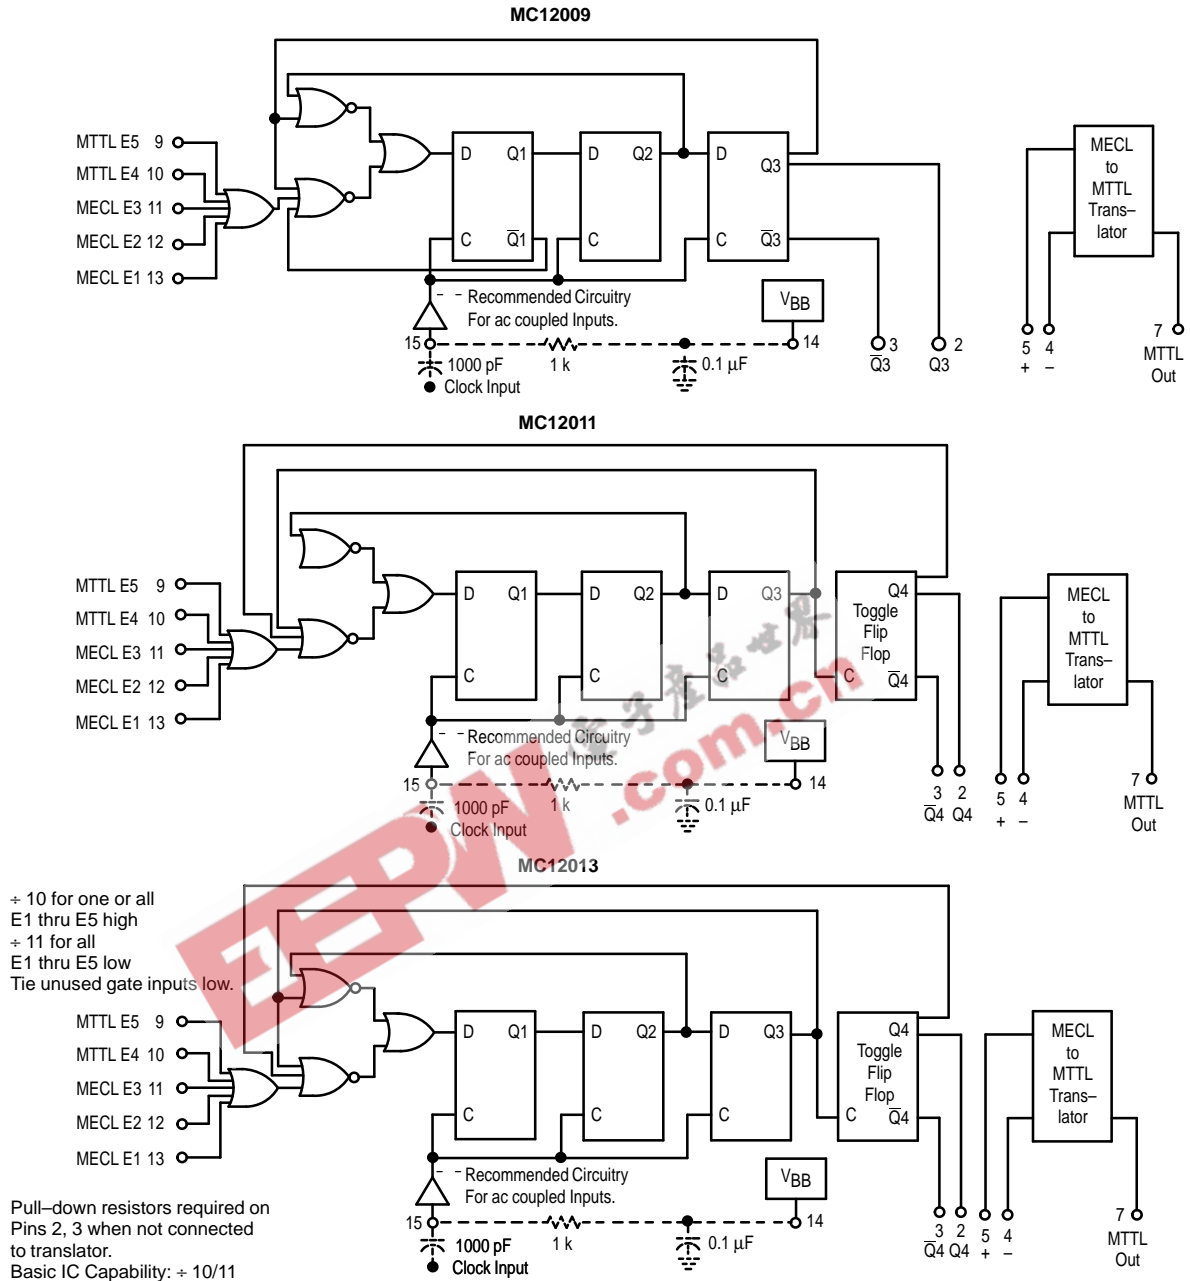 MC12009
MTTL E5 9
MTTL E4 10
MECL E3 11
MECL E2 12
MECL E1 13
D Q1
C Q̅1
D Q2
C
D
Q3
C Q̅3
MECL
to
MTTL
Trans–
lator
Recommended Circuitry
For ac coupled Inputs.
VBB
15
1000 pF
Clock Input
1 k
0.1 µF
14
3
Q̅3
2
Q3
5
+
4
–
7
MTTL
Out
MC12011
MTTL E5 9
MTTL E4 10
MECL E3 11
MECL E2 12
MECL E1 13
D Q1
C
D Q2
C
D Q3
C
Q4
Toggle
Flip
Flop
C Q̅4
MECL
to
MTTL
Trans–
lator
Recommended Circuitry
For ac coupled Inputs.
VBB
15
1000 pF
Clock Input
1 k
0.1 µF
14
3
Q̅4
2
Q4
5
+
4
–
7
MTTL
Out
電子產品世界
EEPW.com.cn
MC12013
÷ 10 for one or all
E1 thru E5 high
÷ 11 for all
E1 thru E5 low
Tie unused gate inputs low.
MTTL E5 9
MTTL E4 10
MECL E3 11
MECL E2 12
MECL E1 13
D Q1
C
D Q2
C
D Q3
C
Q4
Toggle
Flip
Flop
C Q̅4
MECL
to
MTTL
Trans–
lator
Recommended Circuitry
For ac coupled Inputs.
VBB
15
1000 pF
Clock Input
1 k
0.1 µF
14
3
Q̅4
2
Q4
5
+
4
–
7
MTTL
Out
Pull–down resistors required on
Pins 2, 3 when not connected
to translator.
Basic IC Capability: ÷ 10/11